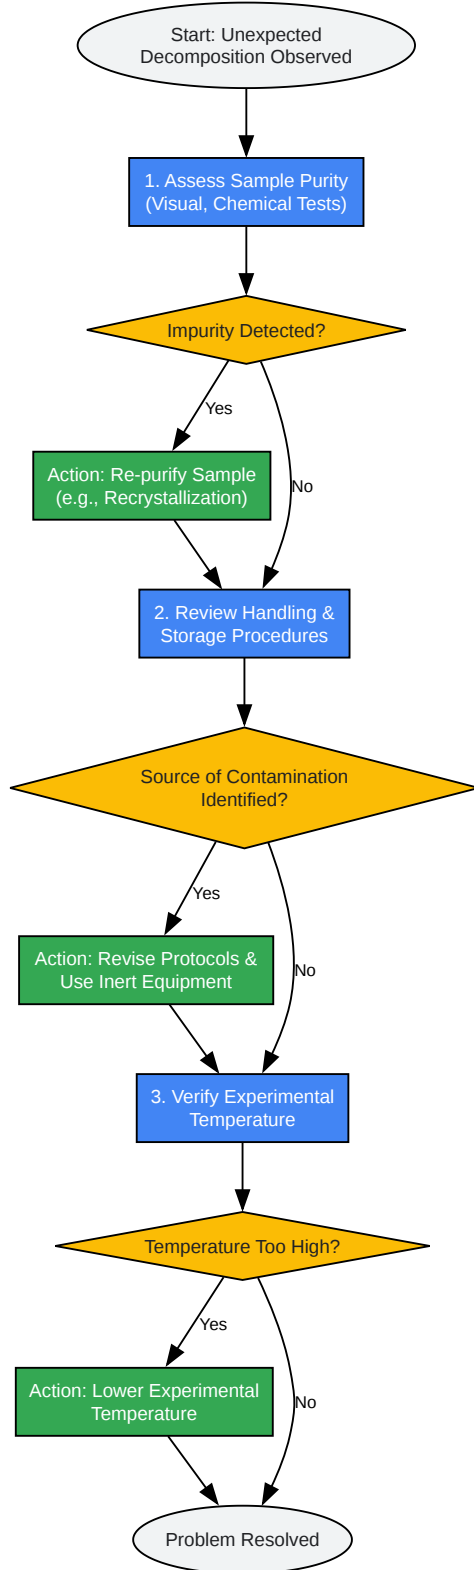 Start: Unexpected
Decomposition Observed
1. Assess Sample Purity
(Visual, Chemical Tests)
Impurity Detected?
Yes
Action: Re-purify Sample
(e.g., Recrystallization)
No
2. Review Handling &
Storage Procedures
Source of Contamination
Identified?
Yes
Action: Revise Protocols &
Use Inert Equipment
No
3. Verify Experimental
Temperature
Temperature Too High?
Yes
Action: Lower Experimental
Temperature
No
Problem Resolved